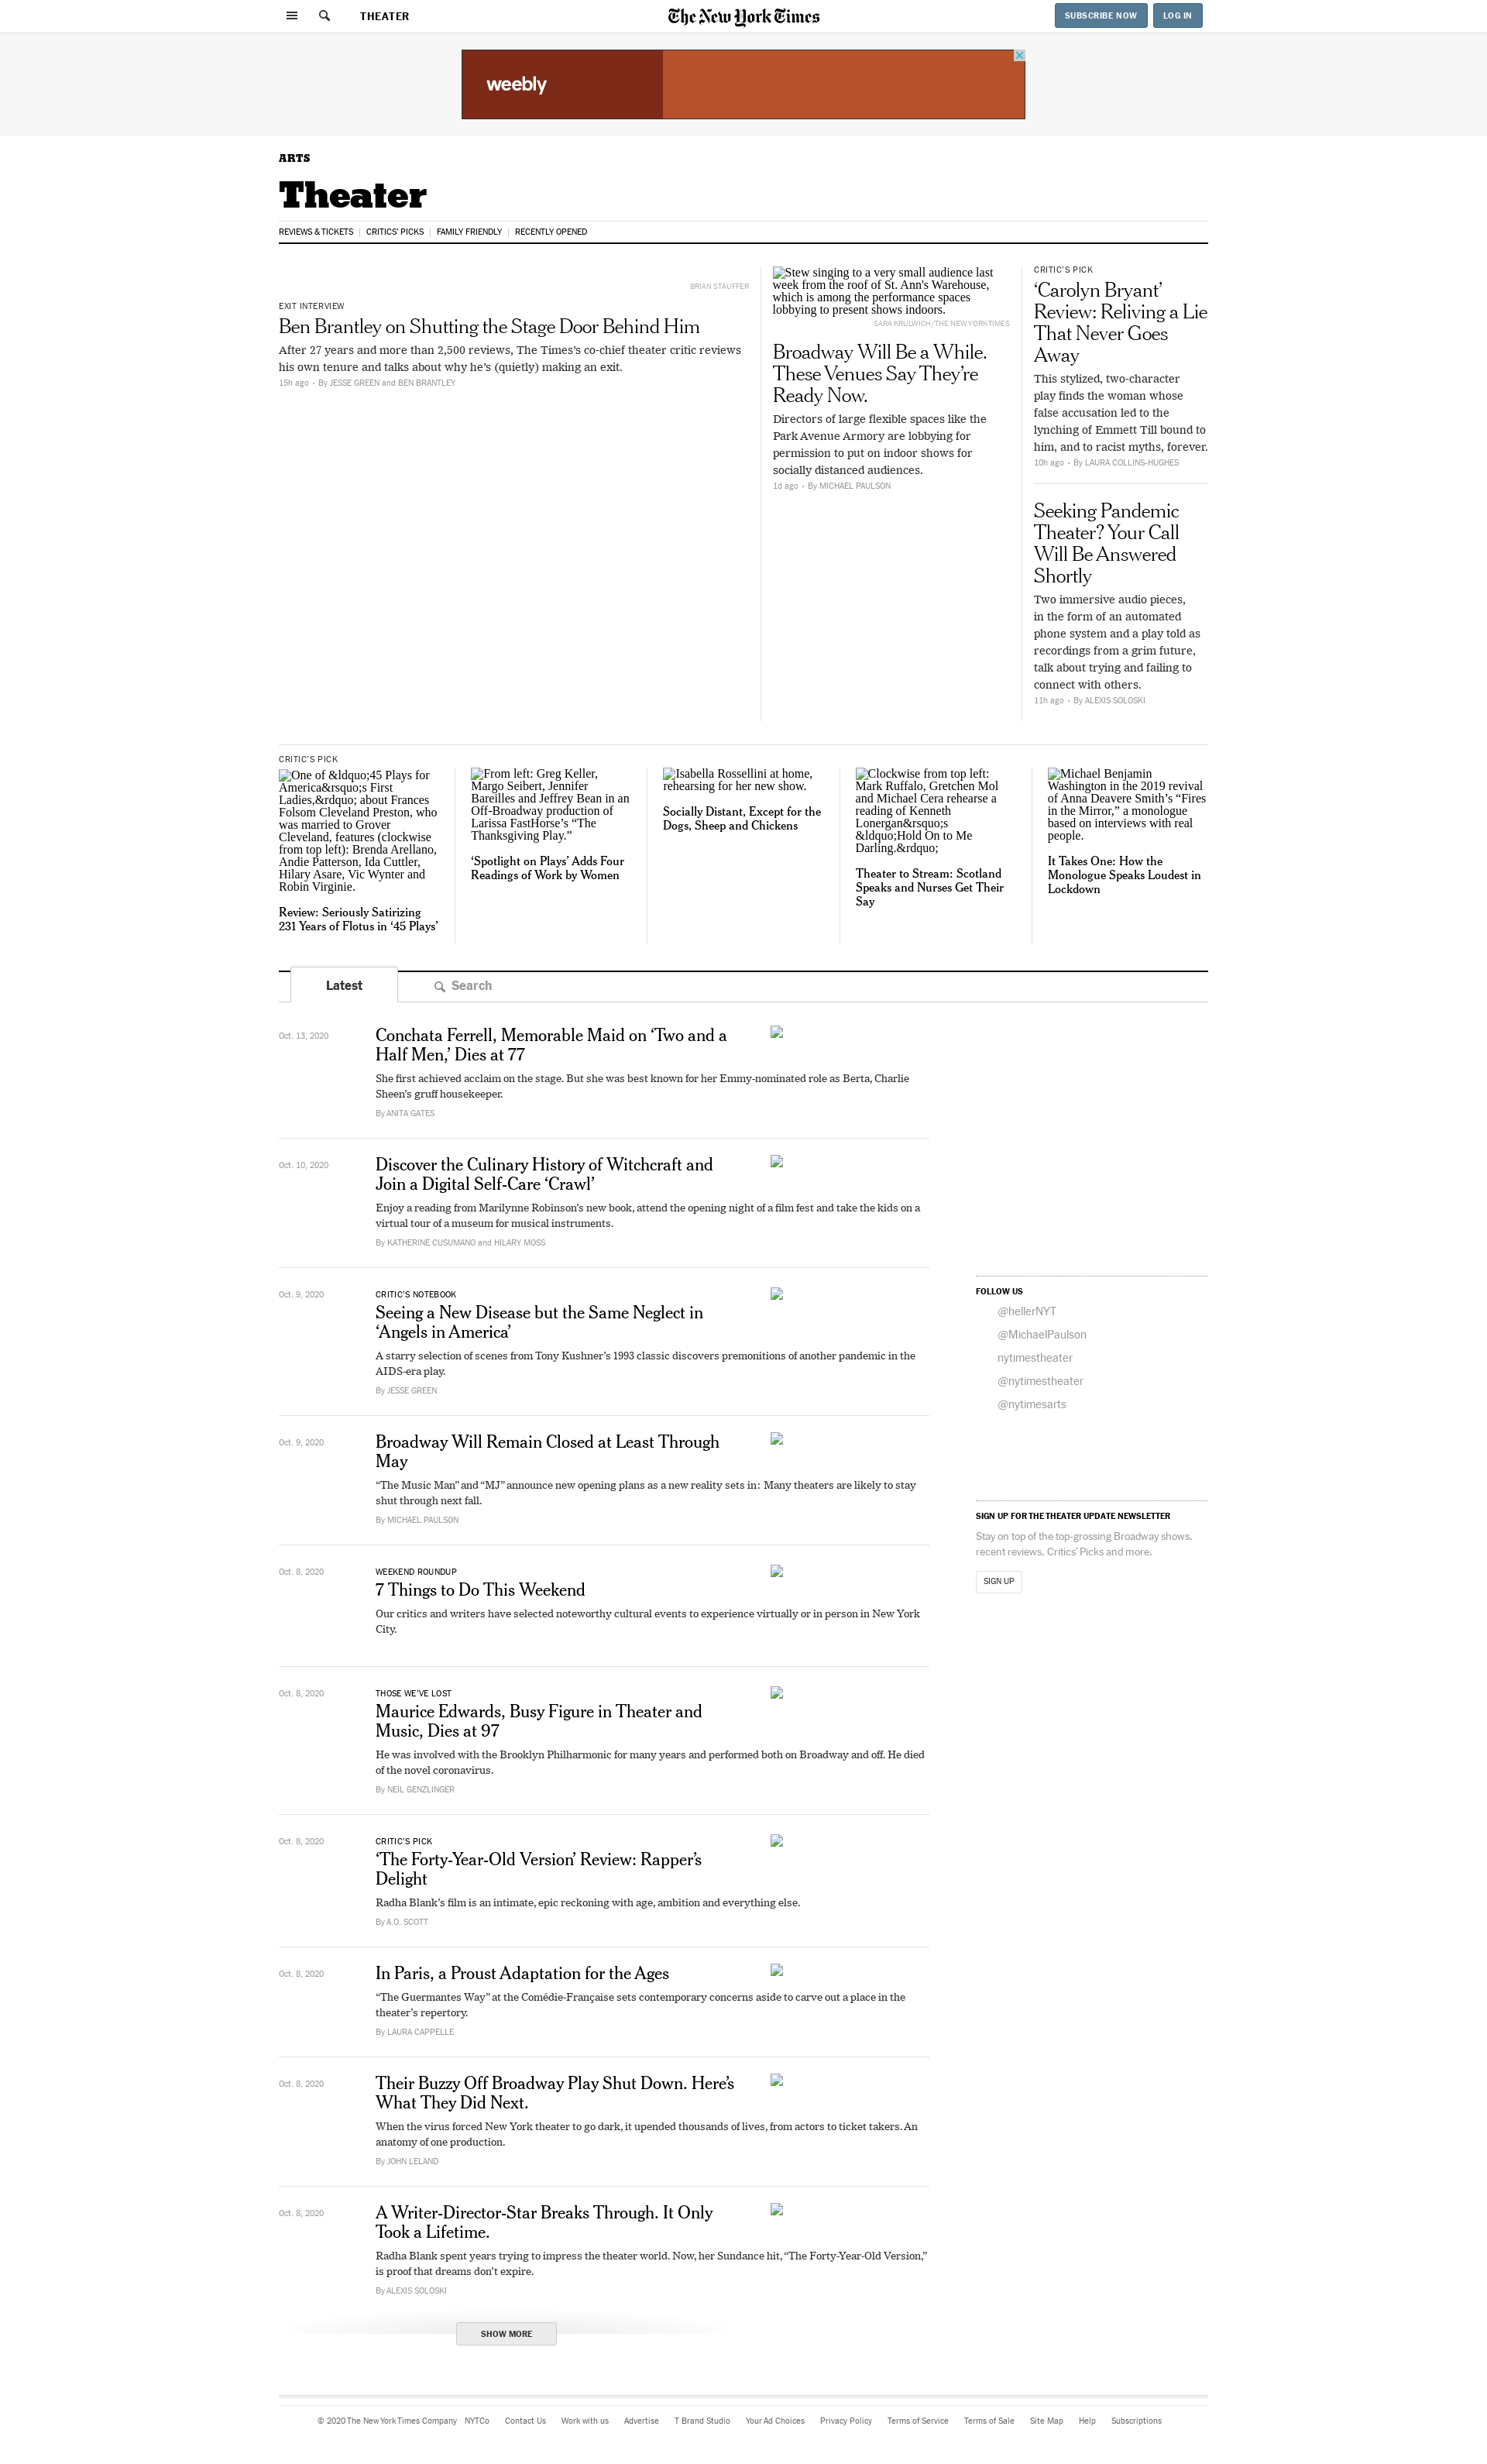 THEATER
The New York Times
SUBSCRIBE NOW
LOG IN
weebly
ARTS
Theater
REVIEWS & TICKETS
CRITICS' PICKS
FAMILY FRIENDLY
RECENTLY OPENED
BRIAN STAUFFER
EXIT INTERVIEW
Ben Brantley on Shutting the Stage Door Behind Him
After 27 years and more than 2,500 reviews, The Times’s co-chief theater critic reviews
his own tenure and talks about why he’s (quietly) making an exit.
15h ago • By JESSE GREEN and BEN BRANTLEY
Stew singing to a very small audience last
week from the roof of St. Ann's Warehouse,
which is among the performance spaces
lobbying to present shows indoors.
SARA KRULWICH/THE NEW YORK TIMES
Broadway Will Be a While.
These Venues Say They’re
Ready Now.
Directors of large flexible spaces like the
Park Avenue Armory are lobbying for
permission to put on indoor shows for
socially distanced audiences.
1d ago • By MICHAEL PAULSON
CRITIC’S PICK
‘Carolyn Bryant’
Review: Reliving a Lie
That Never Goes
Away
This stylized, two-character
play finds the woman whose
false accusation led to the
lynching of Emmett Till bound to
him, and to racist myths, forever.
10h ago • By LAURA COLLINS-HUGHES
Seeking Pandemic
Theater? Your Call
Will Be Answered
Shortly
Two immersive audio pieces,
in the form of an automated
phone system and a play told as
recordings from a grim future,
talk about trying and failing to
connect with others.
11h ago • By ALEXIS SOLOSKI
CRITIC’S PICK
One of &ldquo;45 Plays for
America&rsquo;s First
Ladies,&rdquo; about Frances
Folsom Cleveland Preston, who
was married to Grover
Cleveland, features (clockwise
from top left): Brenda Arellano,
Andie Patterson, Ida Cuttler,
Hilary Asare, Vic Wynter and
Robin Virginie.
Review: Seriously Satirizing
231 Years of Flotus in ‘45 Plays’
From left: Greg Keller,
Margo Seibert, Jennifer
Bareilles and Jeffrey Bean in an
Off-Broadway production of
Larissa FastHorse’s “The
Thanksgiving Play.”
‘Spotlight on Plays’ Adds Four
Readings of Work by Women
Isabella Rossellini at home,
rehearsing for her new show.
Socially Distant, Except for the
Dogs, Sheep and Chickens
Clockwise from top left:
Mark Ruffalo, Gretchen Mol
and Michael Cera rehearse a
reading of Kenneth
Lonergan&rsquo;s
&ldquo;Hold On to Me
Darling.&rdquo;
Theater to Stream: Scotland
Speaks and Nurses Get Their
Say
Michael Benjamin
Washington in the 2019 revival
of Anna Deavere Smith’s “Fires
in the Mirror,” a monologue
based on interviews with real
people.
It Takes One: How the
Monologue Speaks Loudest in
Lockdown
Latest
Search
Oct. 13, 2020
Conchata Ferrell, Memorable Maid on ‘Two and a
Half Men,’ Dies at 77
She first achieved acclaim on the stage. But she was best known for her Emmy-nominated role as Berta, Charlie
Sheen’s gruff housekeeper.
By ANITA GATES
Oct. 10, 2020
Discover the Culinary History of Witchcraft and
Join a Digital Self-Care ‘Crawl’
Enjoy a reading from Marilynne Robinson’s new book, attend the opening night of a film fest and take the kids on a
virtual tour of a museum for musical instruments.
By KATHERINE CUSUMANO and HILARY MOSS
Oct. 9, 2020
CRITIC’S NOTEBOOK
Seeing a New Disease but the Same Neglect in
‘Angels in America’
A starry selection of scenes from Tony Kushner’s 1993 classic discovers premonitions of another pandemic in the
AIDS-era play.
By JESSE GREEN
Oct. 9, 2020
Broadway Will Remain Closed at Least Through
May
“The Music Man” and “MJ” announce new opening plans as a new reality sets in: Many theaters are likely to stay
shut through next fall.
By MICHAEL PAULSON
Oct. 8, 2020
WEEKEND ROUNDUP
7 Things to Do This Weekend
Our critics and writers have selected noteworthy cultural events to experience virtually or in person in New York
City.
Oct. 8, 2020
THOSE WE’VE LOST
Maurice Edwards, Busy Figure in Theater and
Music, Dies at 97
He was involved with the Brooklyn Philharmonic for many years and performed both on Broadway and off. He died
of the novel coronavirus.
By NEIL GENZLINGER
Oct. 8, 2020
CRITIC’S PICK
‘The Forty-Year-Old Version’ Review: Rapper’s
Delight
Radha Blank’s film is an intimate, epic reckoning with age, ambition and everything else.
By A.O. SCOTT
Oct. 8, 2020
In Paris, a Proust Adaptation for the Ages
“The Guermantes Way” at the Comédie-Française sets contemporary concerns aside to carve out a place in the
theater’s repertory.
By LAURA CAPPELLE
Oct. 8, 2020
Their Buzzy Off Broadway Play Shut Down. Here’s
What They Did Next.
When the virus forced New York theater to go dark, it upended thousands of lives, from actors to ticket takers. An
anatomy of one production.
By JOHN LELAND
Oct. 8, 2020
A Writer-Director-Star Breaks Through. It Only
Took a Lifetime.
Radha Blank spent years trying to impress the theater world. Now, her Sundance hit, “The Forty-Year-Old Version,”
is proof that dreams don’t expire.
By ALEXIS SOLOSKI
SHOW MORE
FOLLOW US
@hellerNYT
@MichaelPaulson
nytimestheater
@nytimestheater
@nytimesarts
SIGN UP FOR THE THEATER UPDATE NEWSLETTER
Stay on top of the top-grossing Broadway shows,
recent reviews, Critics’ Picks and more.
SIGN UP
© 2020 The New York Times Company NYTCo Contact Us Work with us Advertise T Brand Studio Your Ad Choices Privacy Policy Terms of Service Terms of Sale Site Map Help Subscriptions